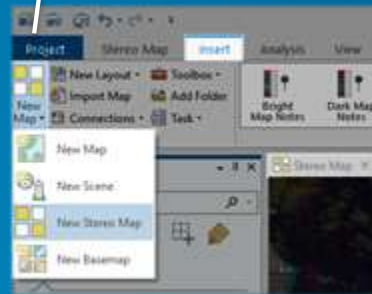 Project Stereo Map Insert Analysis View
New Map New Layout Toolbox
Import Map Add Folder
Connections Task
Bright Map Notes
Dark Map Notes
New Map
New Scene
New Stereo Map
New Basemap
Stereo Map